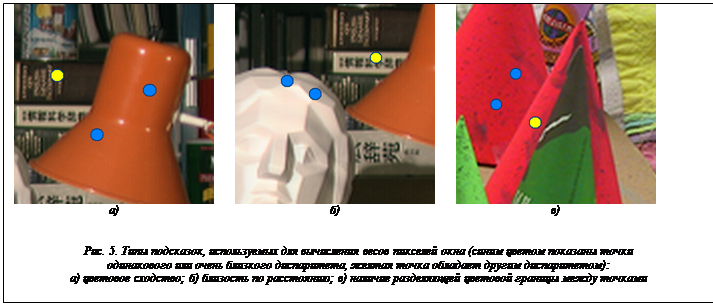 а)
б)
в)
Рис. 5. Типы подсказок, используемых для вычисления весов пикселей окна (синим цветом показаны точки
одинакового или очень близкого диспаритета, желтая точка обладает другим диспаритетом):
а) цветовое сходство; б) близость по расстоянию; в) наличие разделяющей цветовой границы между точками